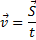 v⃗ = S⃗/t